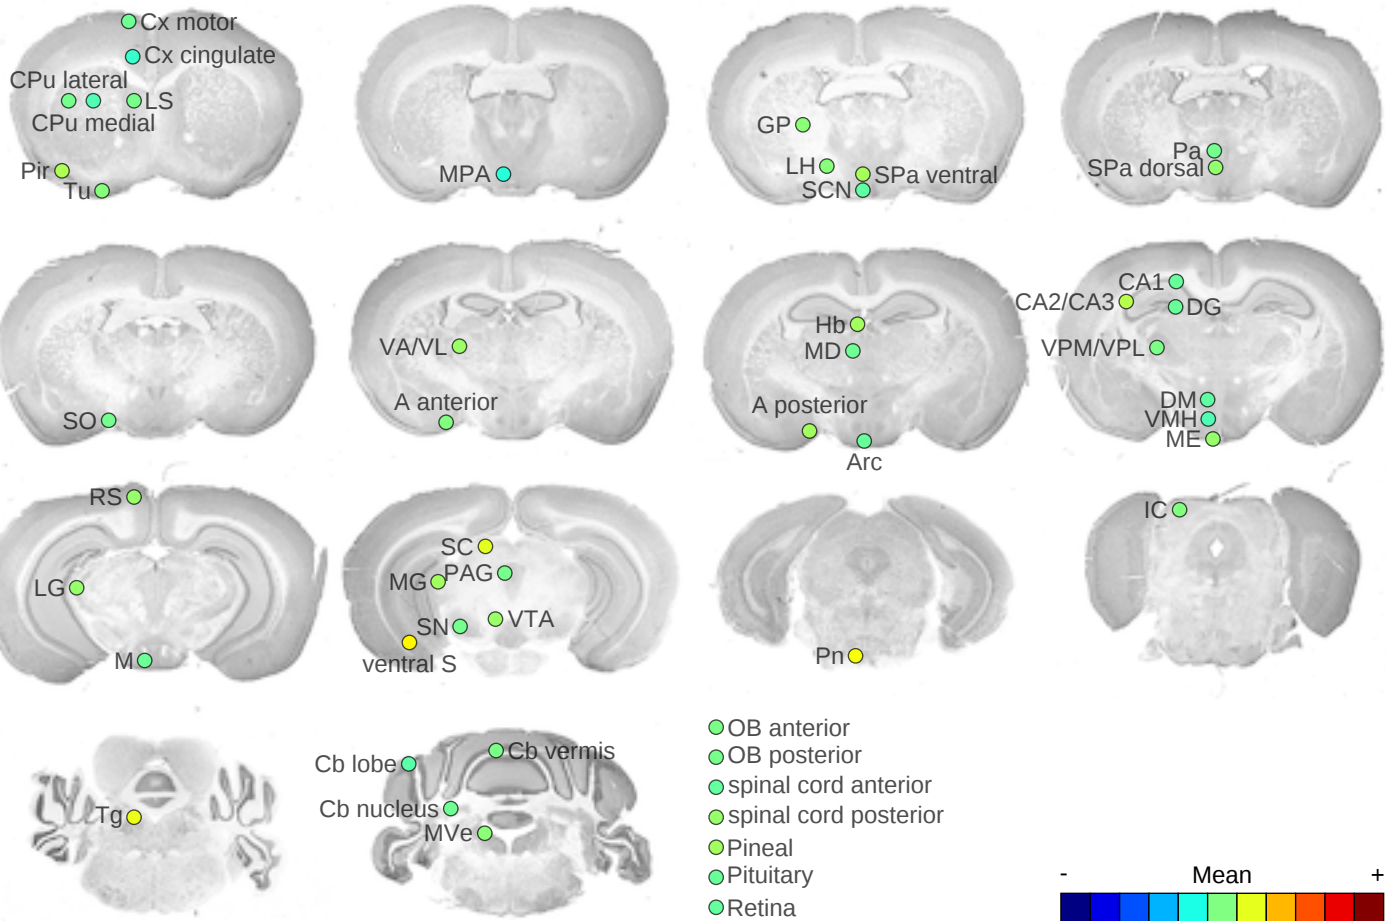 Cx motor
Cx cingulate
CPu lateral
LS
CPu medial
Pir
Tu
MPA
GP
LH
SPa ventral
SCN
Pa
SPa dorsal
SO
VA/VL
A anterior
Hb
MD
A posterior
Arc
CA1
CA2/CA3
DG
VPM/VPL
DM
VMH
ME
RS
LG
M
SC
MG
PAG
SN
VTA
ventral S
Pn
IC
Tg
Cb lobe
Cb vermis
Cb nucleus
MVe
OB anterior
OB posterior
spinal cord anterior
spinal cord posterior
Pineal
Pituitary
Retina
- Mean +